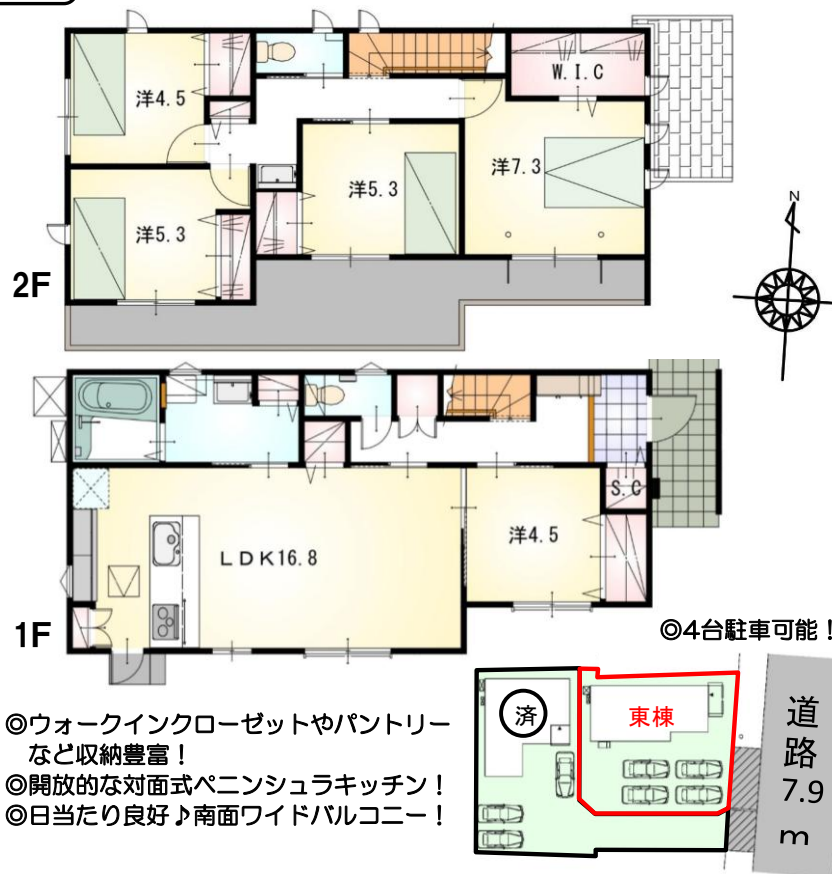 洋4.5
W.I.C
洋7.3
洋5.3
洋5.3
2F
N
S.C
洋4.5
LDK16.8
1F
◎4台駐車可能！
済
東棟
道路7.9m
◎ウォークインクローゼットやパントリー
など収納豊富！
◎開放的な対面式ペニンシュラキッチン！
◎日当たり良好♪南面ワイドバルコニー！